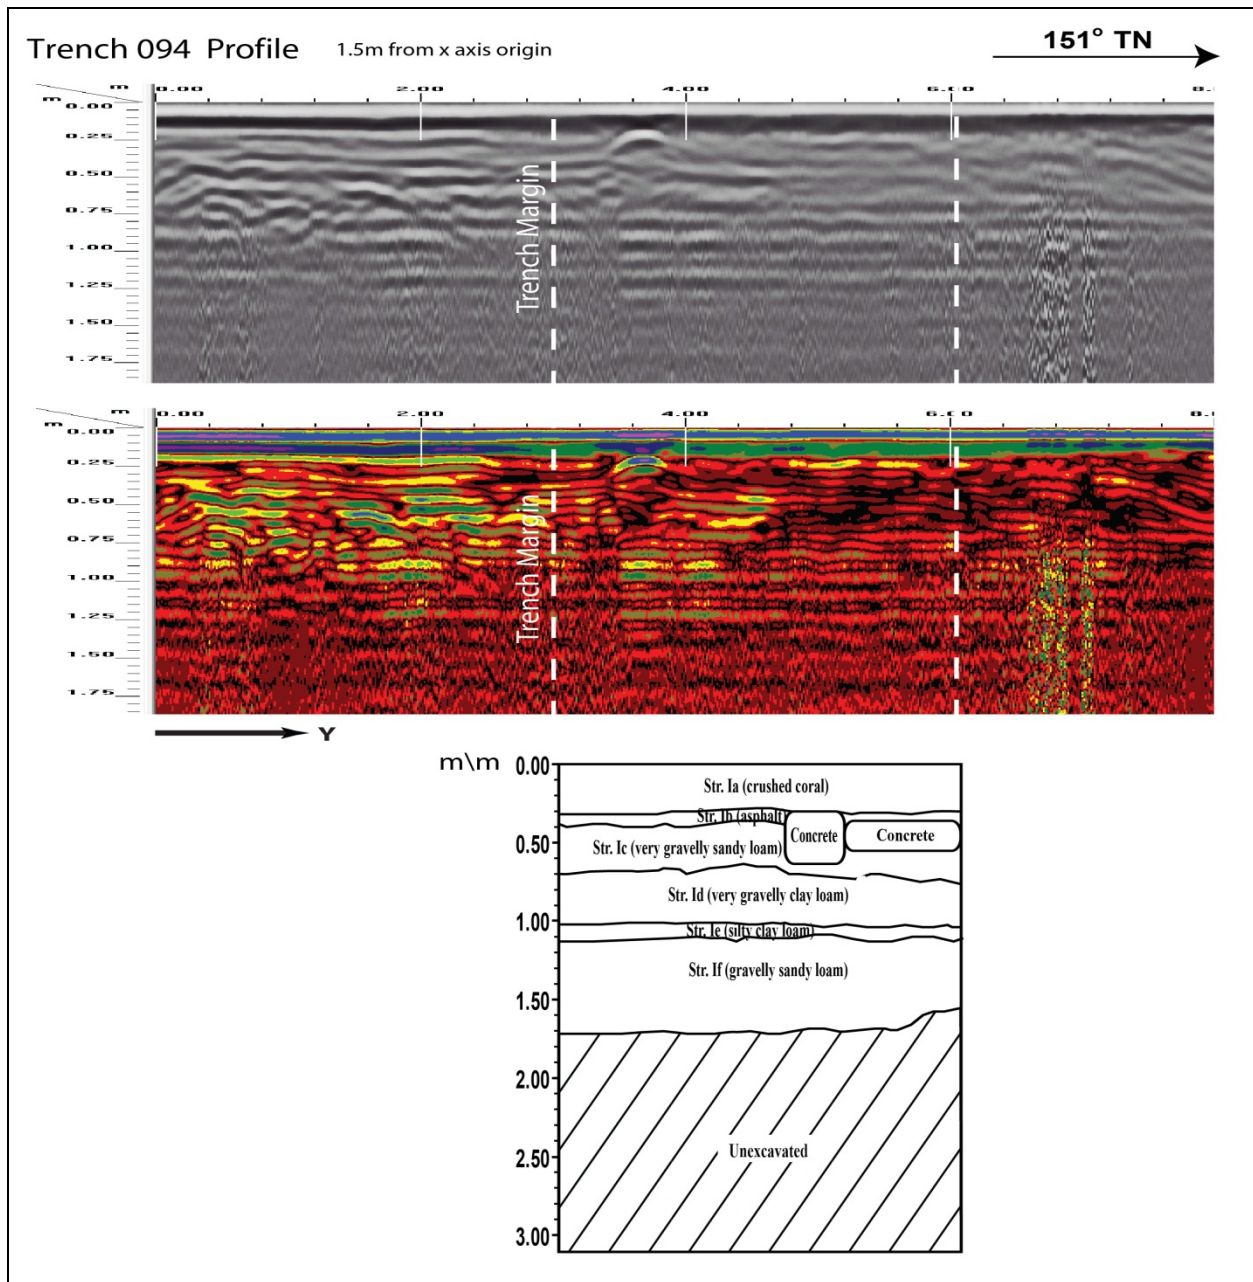 Trench 094 Profile
1.5m from x axis origin
151° TN
m
0.00 2.00 4.00
m
0.00
0.25
0.50
0.75
1.00
1.25
1.50
1.75
Trench Margin
m
0.00 2.00 4.00
m
0.00
0.25
0.50
0.75
1.00
1.25
1.50
1.75
Trench Margin
Y
m\m
0.00
Str. Ia (crushed coral)
Str. Ib (asphalt)
Concrete
Concrete
0.50
Str. Ic (very gravelly sandy loam)
Str. Id (very gravelly clay loam)
1.00
Str. Ie (silty clay loam)
Str. If (gravelly sandy loam)
1.50
2.00
2.50
Unexcavated
3.00